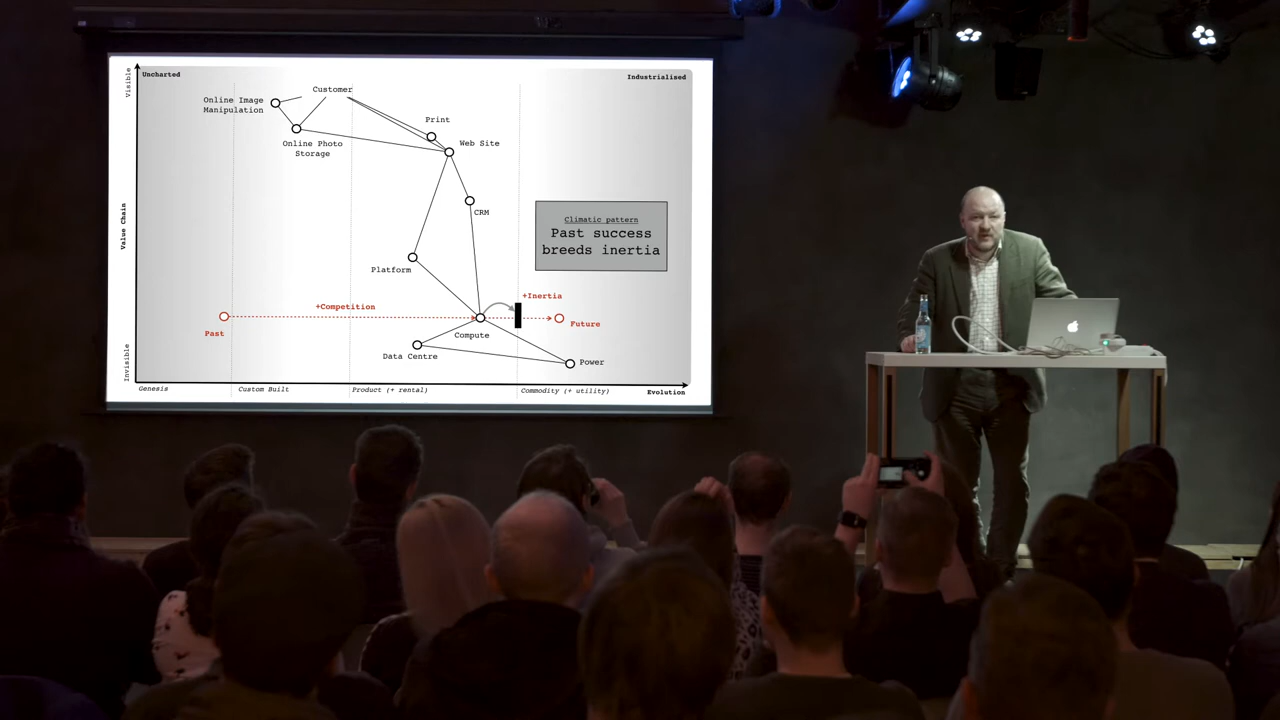 Uncharted
Industrialised
Visible
Customer
Online Image
Manipulation
Print
Online Photo
Storage
Web Site
Value Chain
CRM
Climatic pattern
Past success
breeds inertia
Platform
+Competition
+Inertia
Past
Future
Compute
Data Centre
Power
Invisible
Genesis
Custom Built
Product (+ rental)
Commodity (+ utility)
Evolution